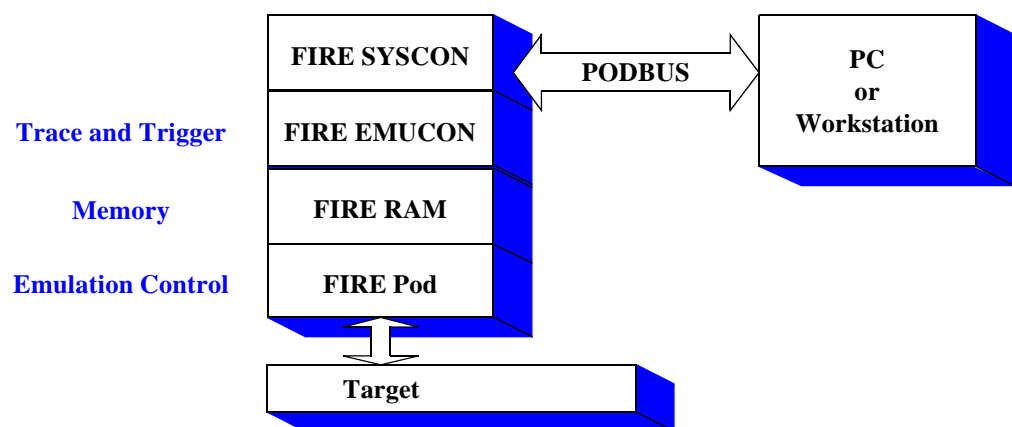 FIRE SYSCON
PODBUS
PC
or
Workstation
Trace and Trigger
FIRE EMUCON
Memory
FIRE RAM
Emulation Control
FIRE Pod
Target